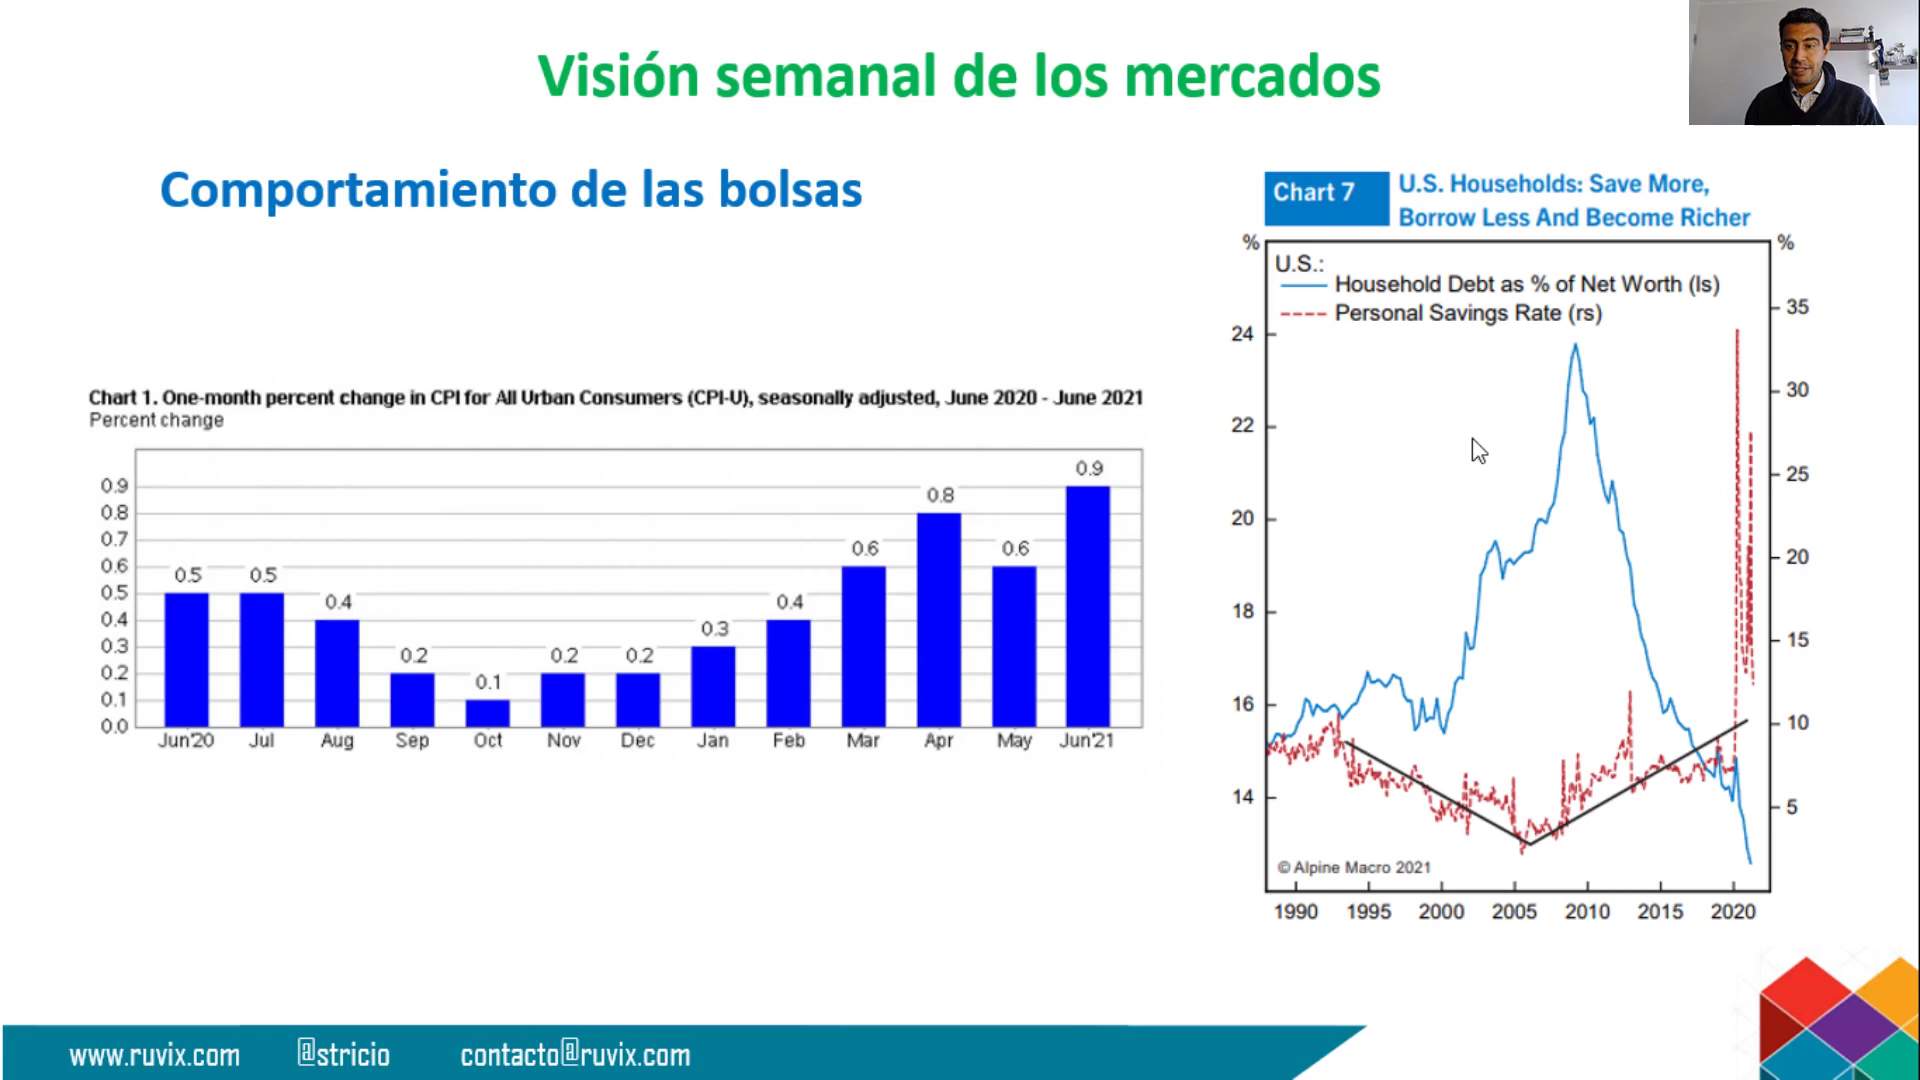 Visión semanal de los mercados
Comportamiento de las bolsas
Chart 1. One-month percent change in CPI for All Urban Consumers (CPI-U), seasonally adjusted, June 2020 - June 2021
Percent change
0.9
0.8
0.7
0.6
0.5
0.4
0.3
0.2
0.1
0.0
0.5
0.5
0.4
0.2
0.1
0.2
0.2
0.3
0.4
0.6
0.8
0.6
0.9
Jun'20 Jul Aug Sep Oct Nov Dec Jan Feb Mar Apr May Jun'21
Chart 7
U.S. Households: Save More,
Borrow Less And Become Richer
% %
U.S.:
Household Debt as % of Net Worth (ls)
Personal Savings Rate (rs)
24
22
20
18
16
14
35
30
25
20
15
10
5
© Alpine Macro 2021
1990 1995 2000 2005 2010 2015 2020
www.ruvix.com @stricio contacto@ruvix.com